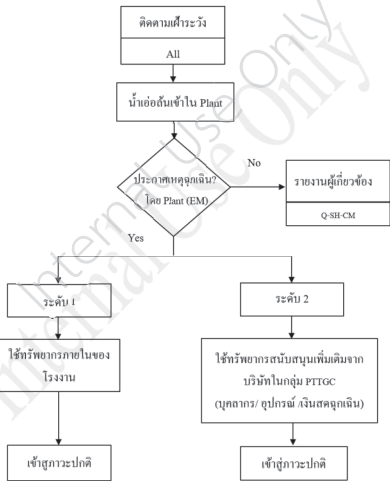 ติดตามเฝ้าระวัง
All
น้ำเอ่อล้นเข้าใน Plant
ประกาศเหตุฉุกเฉิน?
โดย Plant (EM)
No
รายงานผู้เกี่ยวข้อง
Q-SH-CM
Yes
ระดับ 1
ระดับ 2
ใช้ทรัพยากรภายในของ
โรงงาน
ใช้ทรัพยากรสนับสนุนเพิ่มเติมจาก
บริษัทในกลุ่ม PTTGC
(บุคลากร/ อุปกรณ์ /เงินสดฉุกเฉิน)
เข้าสู่ภาวะปกติ
เข้าสู่ภาวะปกติ
Internal Use Only
Internal Use Only